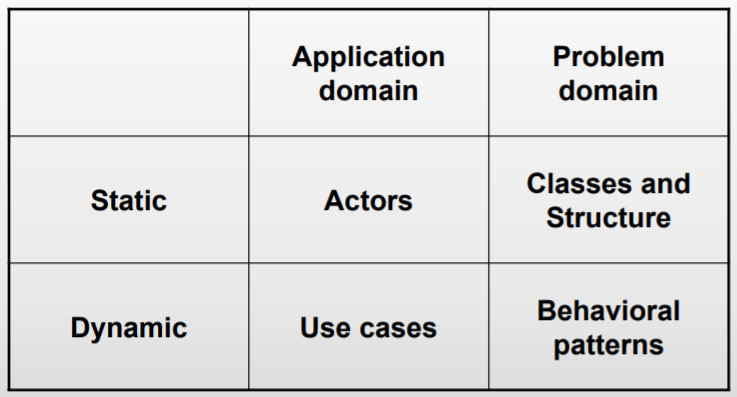 Application
domain
Problem
domain
Static
Actors
Classes and
Structure
Dynamic
Use cases
Behavioral
patterns